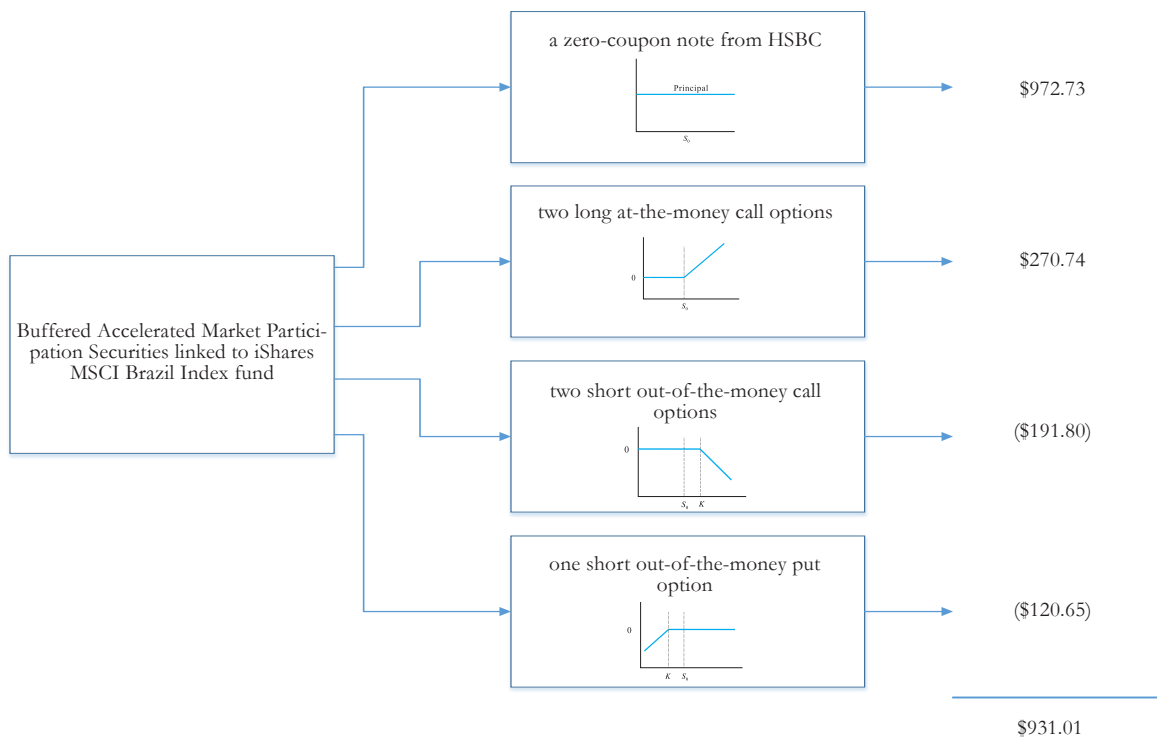 a zero-coupon note from HSBC
Principal
S0
$972.73
two long at-the-money call options
0
S0
$270.74
Buffered Accelerated Market Partici-
pation Securities linked to iShares
MSCI Brazil Index fund
two short out-of-the-money call
options
0
S0 K
($191.80)
one short out-of-the-money put
option
0
K S0
($120.65)
$931.01